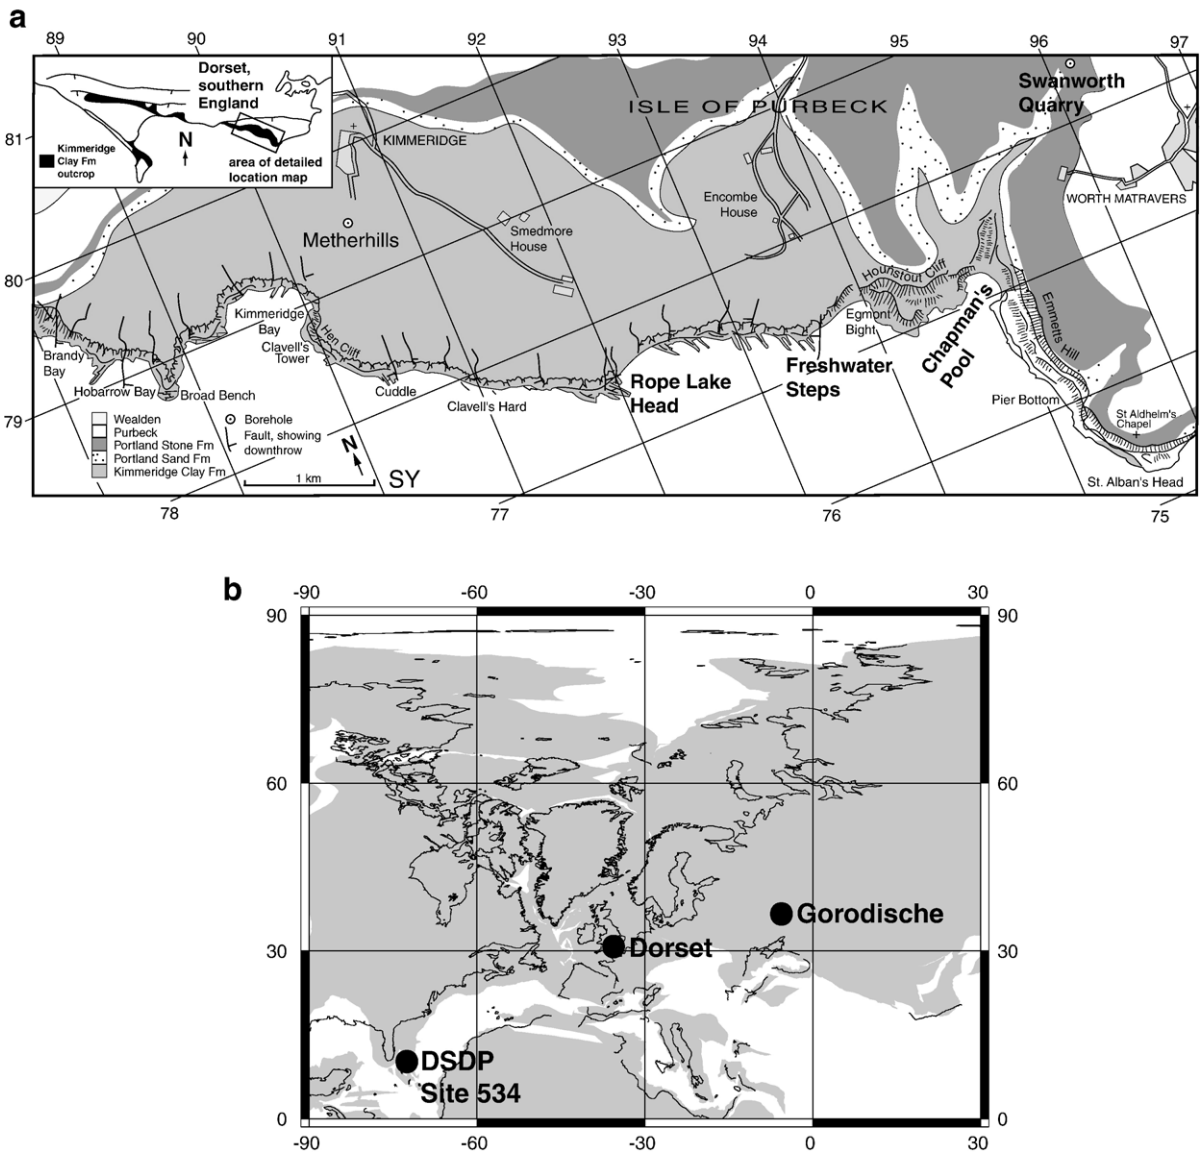 a
89
90
91
92
93
94
95
96
97
Dorset,
southern
England
N
Kimmeridge
Clay Fm
outcrop
area of detailed
location map
ISLE OF PURBECK
Swanworth
Quarry
81
KIMMERIDGE
WORTH MATRAVERS
Encombe
House
Metherhills
Smedmore
House
80
Hounstout Cliff
Kimmeridge
Bay
Clavell's
Tower
Hen Cliff
Egmont
Bight
Chapman's
Pool
Emmetts Hill
Brandy
Bay
Hobarrow Bay
Broad Bench
Cuddle
Clavell's Hard
Rope Lake
Head
Freshwater
Steps
Pier Bottom
St Aldhelm's
Chapel
St. Alban's Head
79
Wealden
Purbeck
Portland Stone Fm
Portland Sand Fm
Kimmeridge Clay Fm
Borehole
Fault, showing
downthrow
1 km
N
SY
78
77
76
75
b
-90
-60
-30
0
30
90
90
60
60
Gorodische
Dorset
30
30
DSDP
Site 534
0
0
-90
-60
-30
0
30